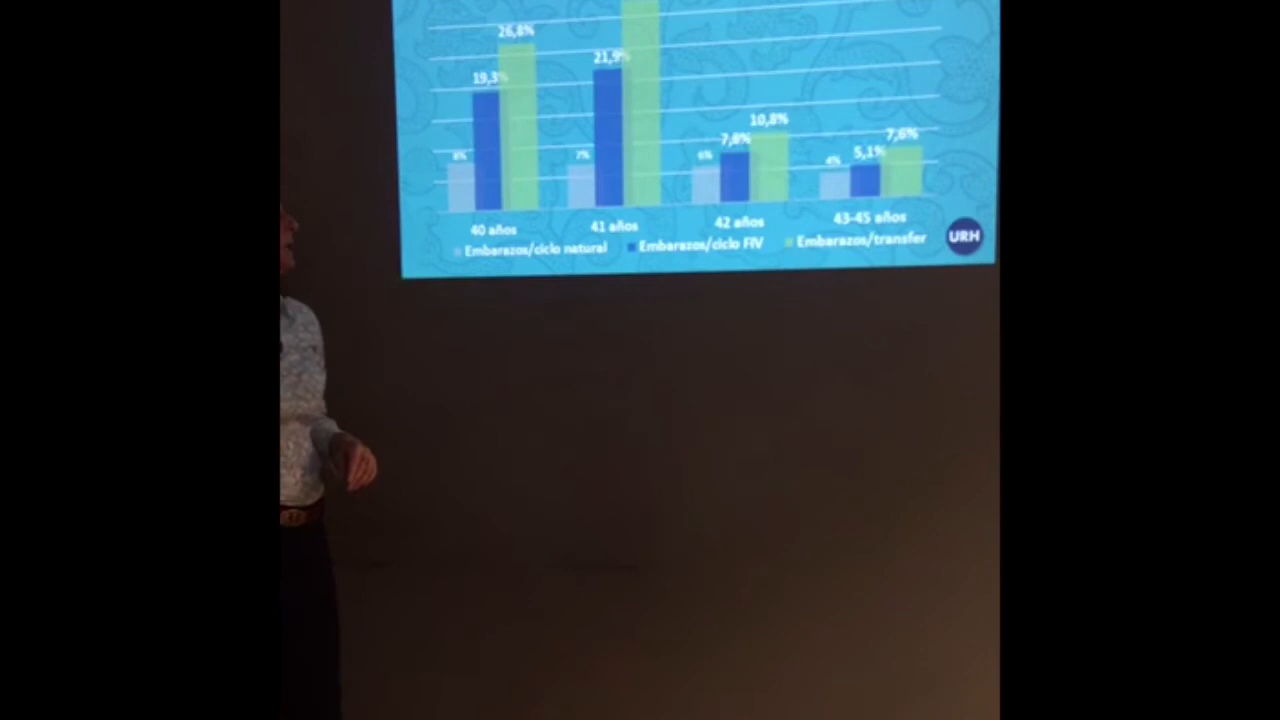 26,8%
19,3%
21,9%
10,8%
7,8%
7,6%
5,1%
8% 7% 6% 4%
40 años 41 años 42 años 43-45 años
Embarazos/ciclo natural Embarazos/ciclo FIV Embarazos/transfer
URH